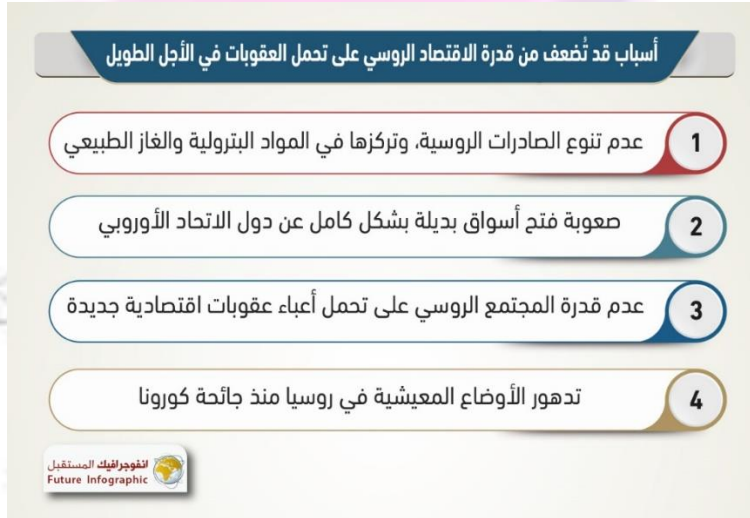 أسباب قد تُضعف من قدرة الاقتصاد الروسي على تحمل العقوبات في الأجل الطويل
1 عدم تنوع الصادرات الروسية، وتركزها في المواد البترولية والغاز الطبيعي
2 صعوبة فتح أسواق بديلة بشكل كامل عن دول الاتحاد الأوروبي
3 عدم قدرة المجتمع الروسي على تحمل أعباء عقوبات اقتصادية جديدة
4 تدهور الأوضاع المعيشية في روسيا منذ جائحة كورونا
انفوجرافيك المستقبل
Future Infographic